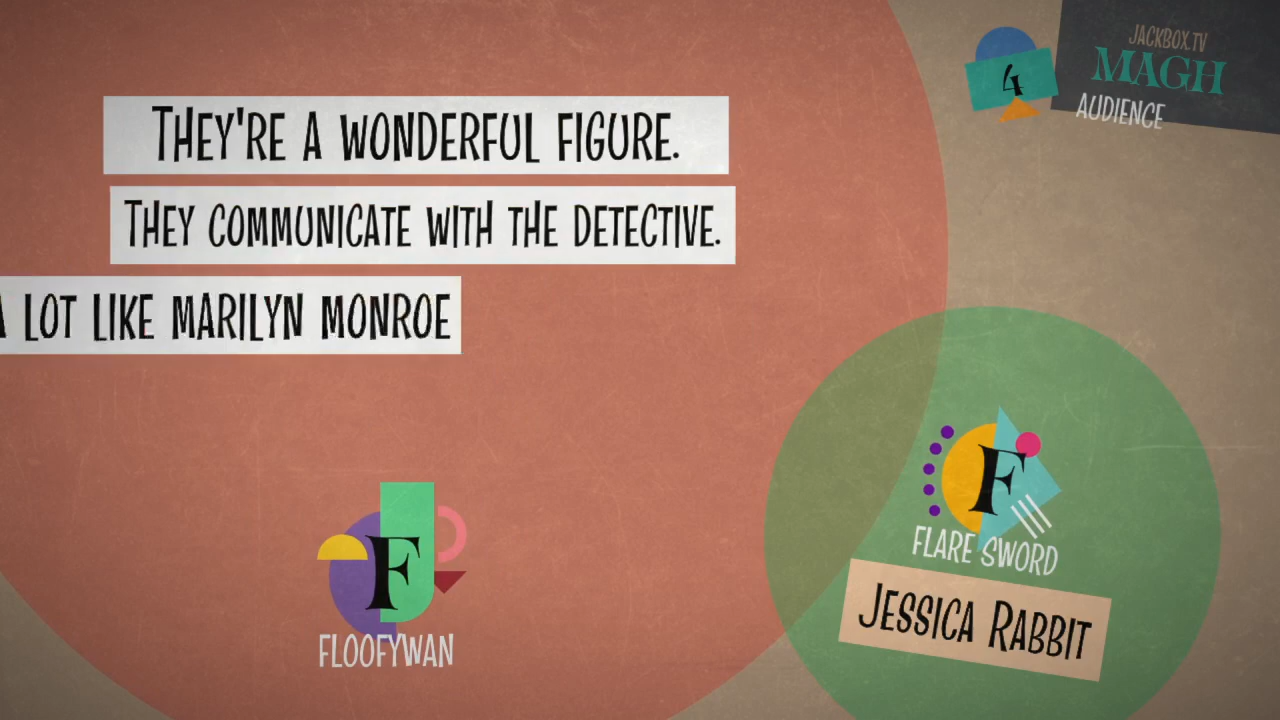 JACKBOX.TV
MAGH
4
AUDIENCE
THEY'RE A WONDERFUL FIGURE.
THEY COMMUNICATE WITH THE DETECTIVE.
A LOT LIKE MARILYN MONROE
F
FLARE SWORD
JESSICA RABBIT
F
FLOOFYWAN